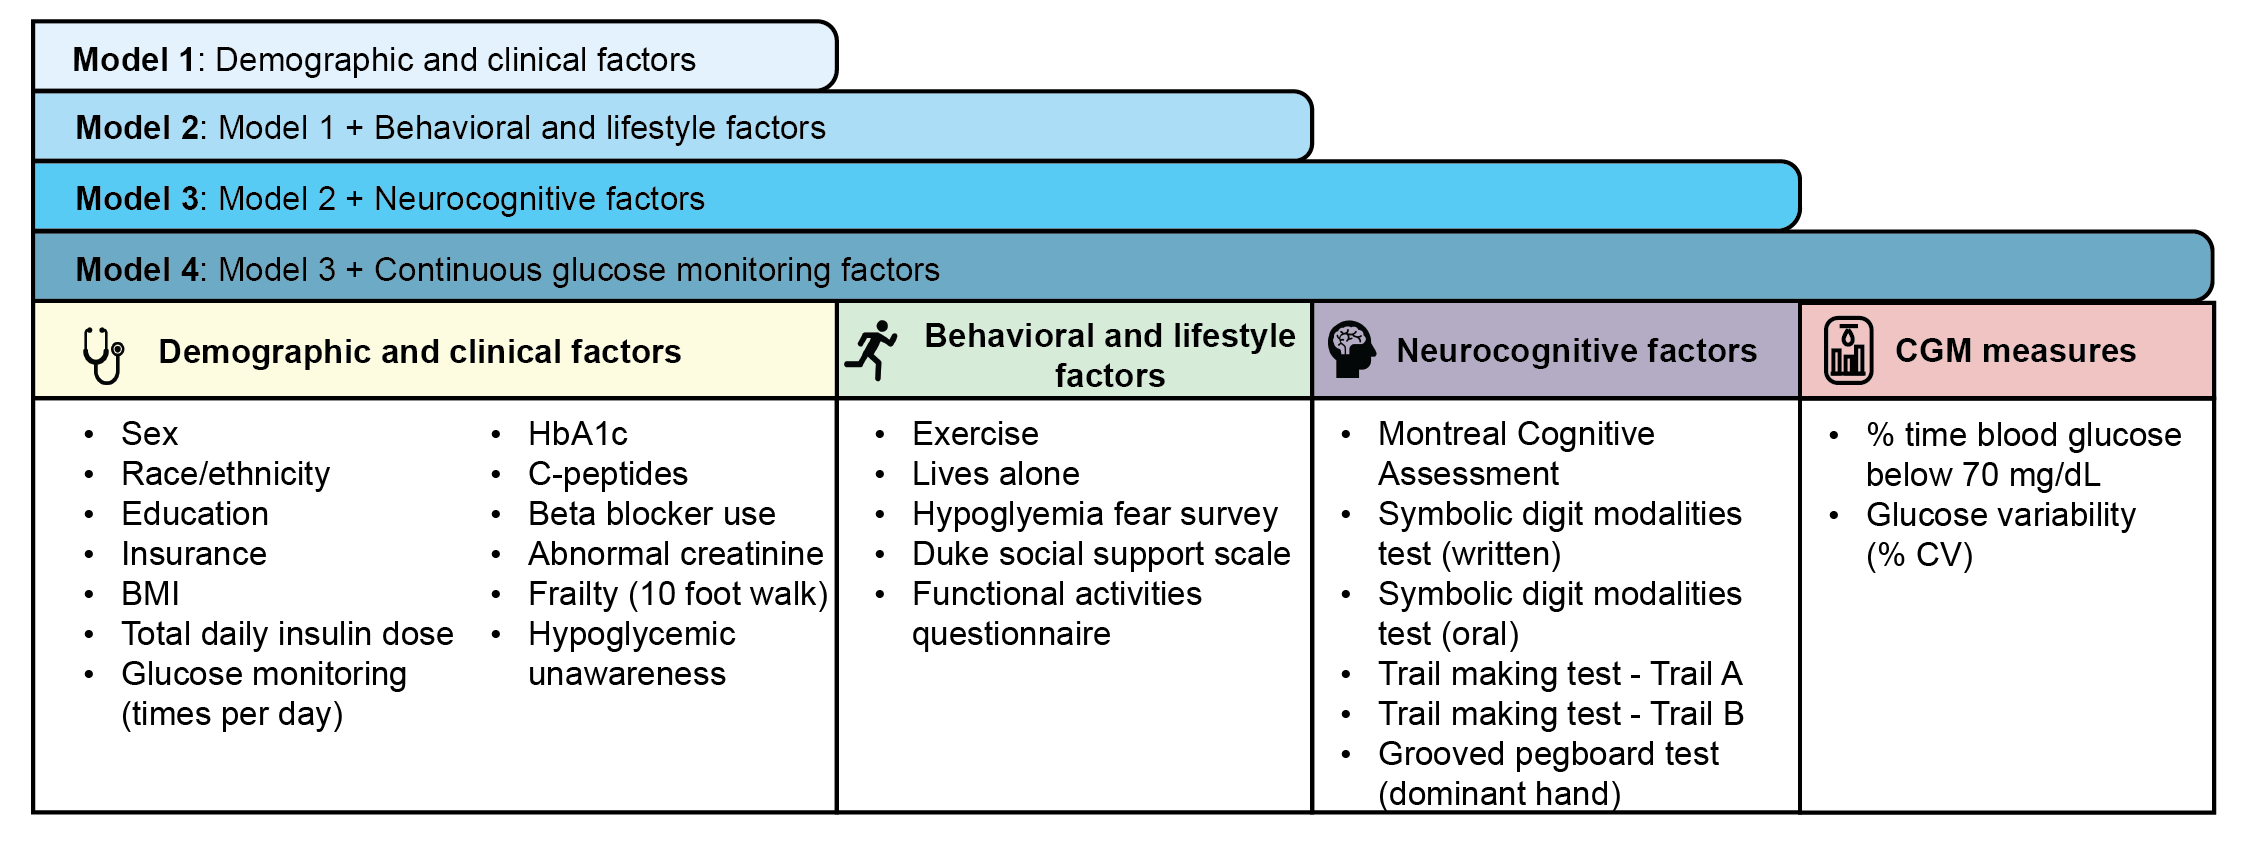 Model 1: Demographic and clinical factors
Model 2: Model 1 + Behavioral and lifestyle factors
Model 3: Model 2 + Neurocognitive factors
Model 4: Model 3 + Continuous glucose monitoring factors
Demographic and clinical factors
• Sex
• Race/ethnicity
• Education
• Insurance
• BMI
• Total daily insulin dose
• Glucose monitoring
(times per day)
• HbA1c
• C-peptides
• Beta blocker use
• Abnormal creatinine
• Frailty (10 foot walk)
• Hypoglycemic
unawareness
Behavioral and lifestyle
factors
• Exercise
• Lives alone
• Hypoglyemia fear survey
• Duke social support scale
• Functional activities
questionnaire
Neurocognitive factors
• Montreal Cognitive
Assessment
• Symbolic digit modalities
test (written)
• Symbolic digit modalities
test (oral)
• Trail making test - Trail A
• Trail making test - Trail B
• Grooved pegboard test
(dominant hand)
CGM measures
• % time blood glucose
below 70 mg/dL
• Glucose variability
(% CV)